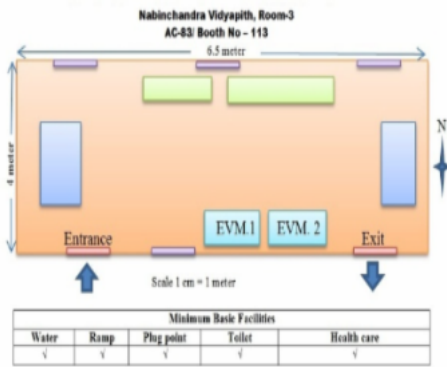 Nabinchandra Vidyapith, Room-3
AC-83/ Booth No – 113
6.5 meter
4 meter
N
EVM.1 EVM. 2
Entrance Exit
Scale 1 cm = 1 meter
Minimum Basic Facilities
Water Ramp Plug point Toilet Health care
√ √ √ √ √